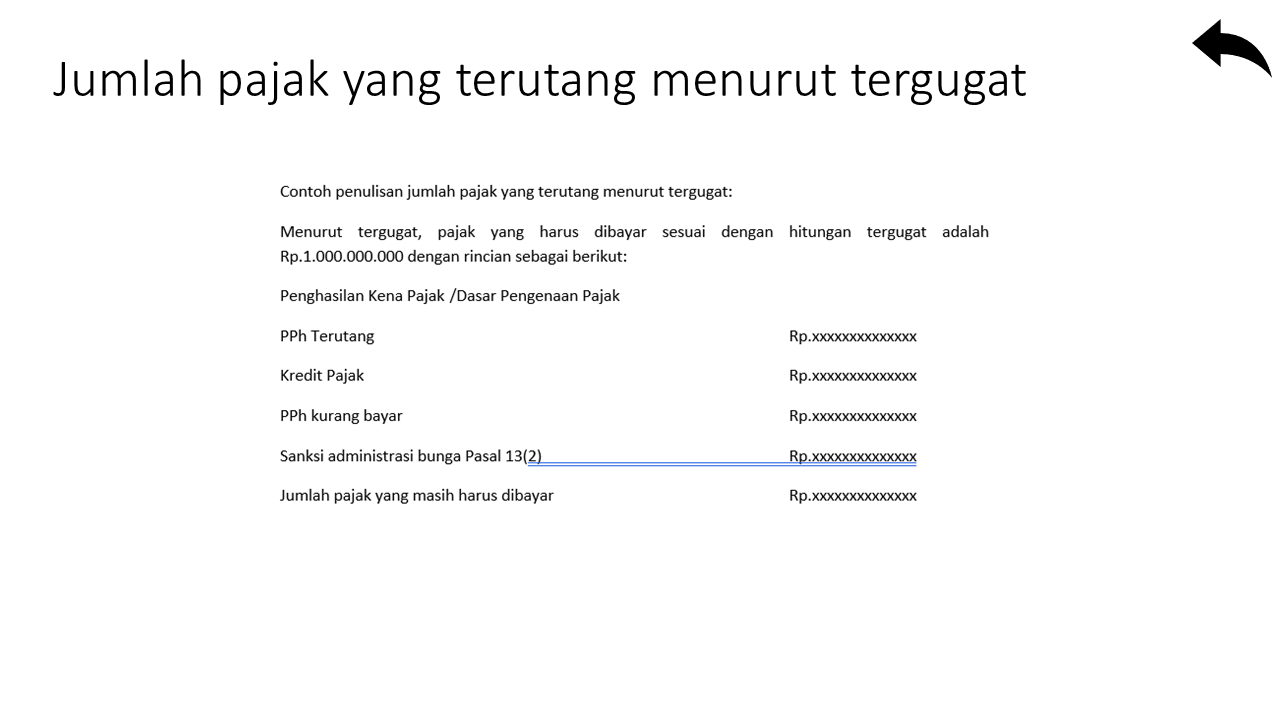 Jumlah pajak yang terutang menurut tergugat
Contoh penulisan jumlah pajak yang terutang menurut tergugat:
Menurut tergugat, pajak yang harus dibayar sesuai dengan hitungan tergugat adalah
Rp.1.000.000.000 dengan rincian sebagai berikut:
Penghasilan Kena Pajak /Dasar Pengenaan Pajak
PPh Terutang Rp.xxxxxxxxxxxxxx
Kredit Pajak Rp.xxxxxxxxxxxxxx
PPh kurang bayar Rp.xxxxxxxxxxxxxx
Sanksi administrasi bunga Pasal 13(2) Rp.xxxxxxxxxxxxxx
Jumlah pajak yang masih harus dibayar Rp.xxxxxxxxxxxxxx